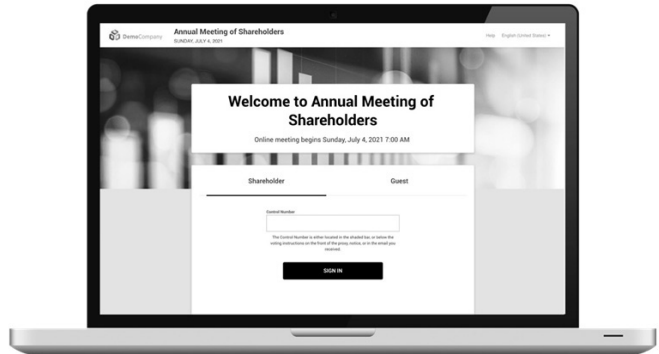 DemoCompany
Annual Meeting of Shareholders
SUNDAY, JULY 4, 2021
Help
English (United States)
Welcome to Annual Meeting of
Shareholders
Online meeting begins Sunday, July 4, 2021 7:00 AM
Shareholder
Guest
Control Number
The Control Number is either located in the shaded bar, or below the
voting instructions on the front of the proxy, notice, or in the email you
received.
SIGN IN